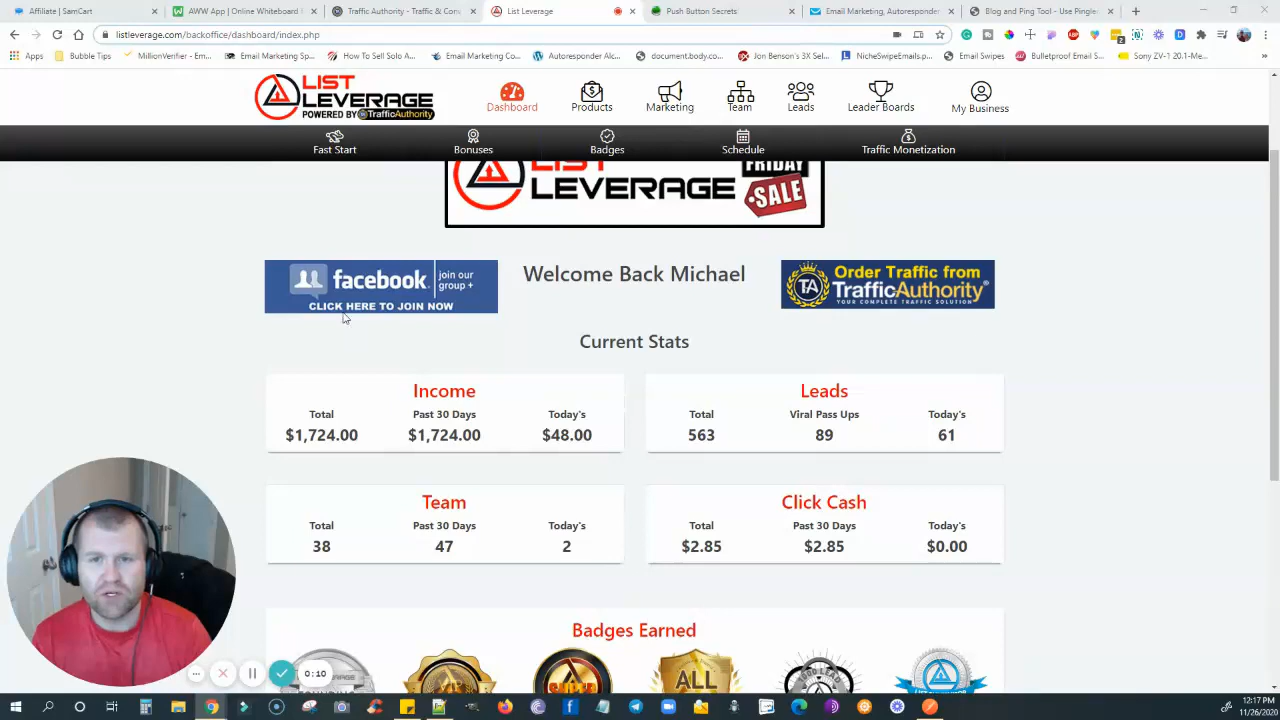 Affiliate | SamCart
AWW App | Online Whiteboard
Traffic Authority - Traffic & Con
List Leverage
Push Button Secrets
Email Marketing, Autoresponder
Blog and Ping Tool - Use Pingler
listleverage.com/backoffice/dashboard/index.php
Apps
Bubble Tips
MillionVerifier - Em...
Email Marketing Sp...
How To Sell Solo A...
Email Marketing Co...
Autoresponder Alc...
document.body.co...
Jon Benson's 3X Sel...
NicheSwipeEmails.c...
Email Swipes
Bulletproof Email S...
Sony ZV-1 20.1-Me...
LIST
LEVERAGE
POWERED BY TrafficAuthority
Dashboard
Products
Marketing
Team
Leads
Leader Boards
My Business
Fast Start
Bonuses
Badges
Schedule
Traffic Monetization
FRIDAY
LEVERAGE
SALE
facebook
join our
group +
CLICK HERE TO JOIN NOW
Welcome Back Michael
TA
Order Traffic from
TrafficAuthority®
YOUR COMPLETE TRAFFIC SOLUTION
Current Stats
Income
Total Past 30 Days Today's
$1,724.00 $1,724.00 $48.00
Leads
Total Viral Pass Ups Today's
563 89 61
Team
Total Past 30 Days Today's
38 47 2
Click Cash
Total Past 30 Days Today's
$2.85 $2.85 $0.00
Badges Earned
ALL
0:10
12:17 PM
11/26/2020